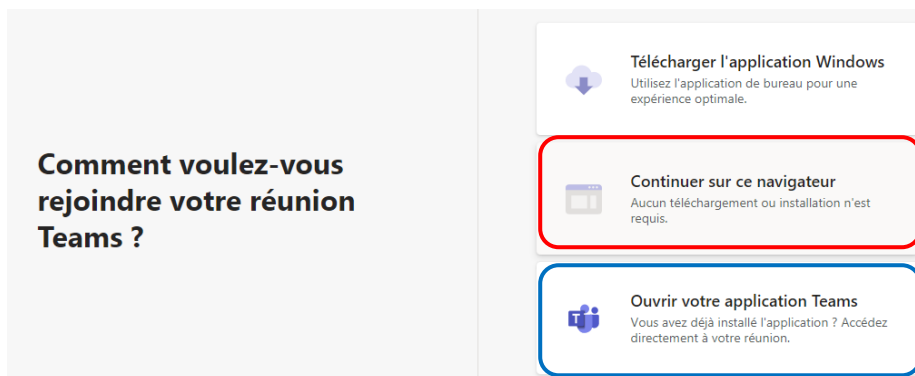 Comment voulez-vous
rejoindre votre réunion
Teams ?
Télécharger l'application Windows
Utilisez l'application de bureau pour une
expérience optimale.
Continuer sur ce navigateur
Aucun téléchargement ou installation n'est
requis.
Ouvrir votre application Teams
Vous avez déjà installé l'application ? Accédez
directement à votre réunion.